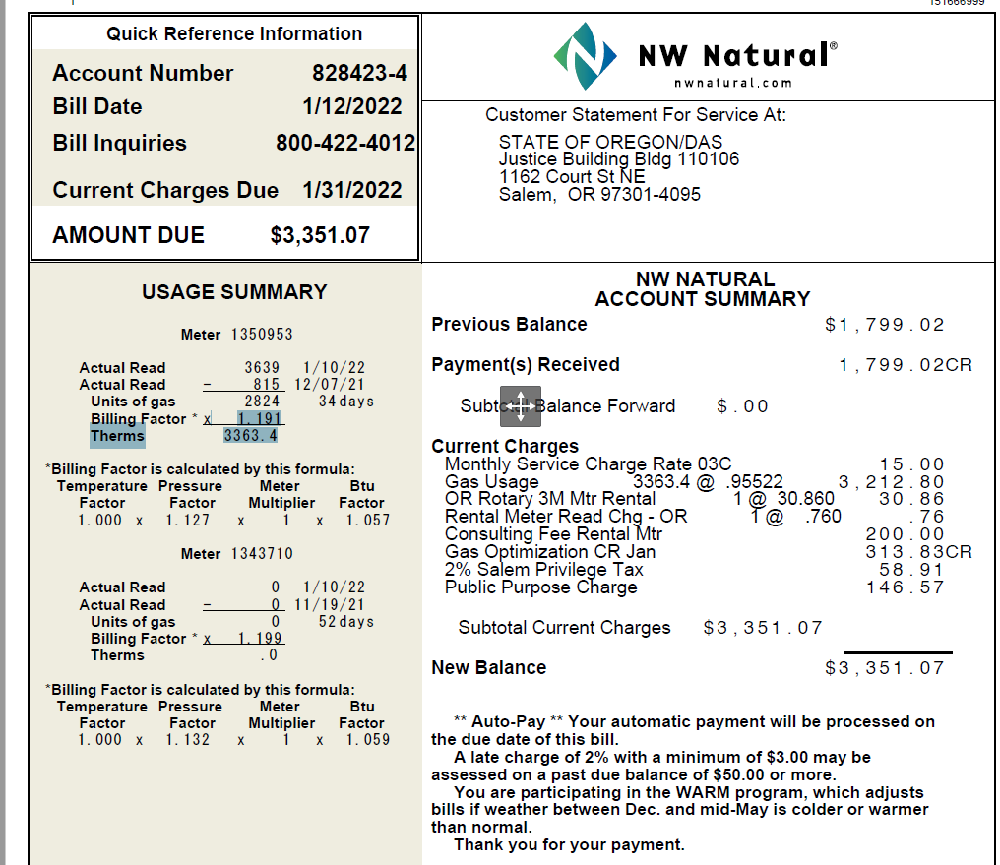 151666999
Quick Reference Information
Account Number 828423-4
Bill Date 1/12/2022
Bill Inquiries 800-422-4012
Current Charges Due 1/31/2022
AMOUNT DUE $3,351.07
NW Natural®
nwnatural.com
Customer Statement For Service At:
STATE OF OREGON/DAS
Justice Building Bldg 110106
1162 Court St NE
Salem, OR 97301-4095
USAGE SUMMARY
Meter 1350953
Actual Read 3639 1/10/22
Actual Read – 815 12/07/21
Units of gas 2824 34 days
Billing Factor * x 1.191
Therms 3363.4
*Billing Factor is calculated by this formula:
Temperature Pressure Meter Btu
Factor Factor Multiplier Factor
1.000 x 1.127 x 1 x 1.057
Meter 1343710
Actual Read 0 1/10/22
Actual Read – 0 11/19/21
Units of gas 0 52 days
Billing Factor * x 1.199
Therms .0
*Billing Factor is calculated by this formula:
Temperature Pressure Meter Btu
Factor Factor Multiplier Factor
1.000 x 1.132 x 1 x 1.059
NW NATURAL
ACCOUNT SUMMARY
Previous Balance $1,799.02
Payment(s) Received 1,799.02CR
Subtotal Balance Forward $.00
Current Charges
Monthly Service Charge Rate 03C 15.00
Gas Usage 3363.4 @ .95522 3,212.80
OR Rotary 3M Mtr Rental 1 @ 30.860 30.86
Rental Meter Read Chg - OR 1 @ .760 .76
Consulting Fee Rental Mtr 200.00
Gas Optimization CR Jan 313.83CR
2% Salem Privilege Tax 58.91
Public Purpose Charge 146.57
Subtotal Current Charges $3,351.07
New Balance $3,351.07
** Auto-Pay ** Your automatic payment will be processed on
the due date of this bill.
A late charge of 2% with a minimum of $3.00 may be
assessed on a past due balance of $50.00 or more.
You are participating in the WARM program, which adjusts
bills if weather between Dec. and mid-May is colder or warmer
than normal.
Thank you for your payment.